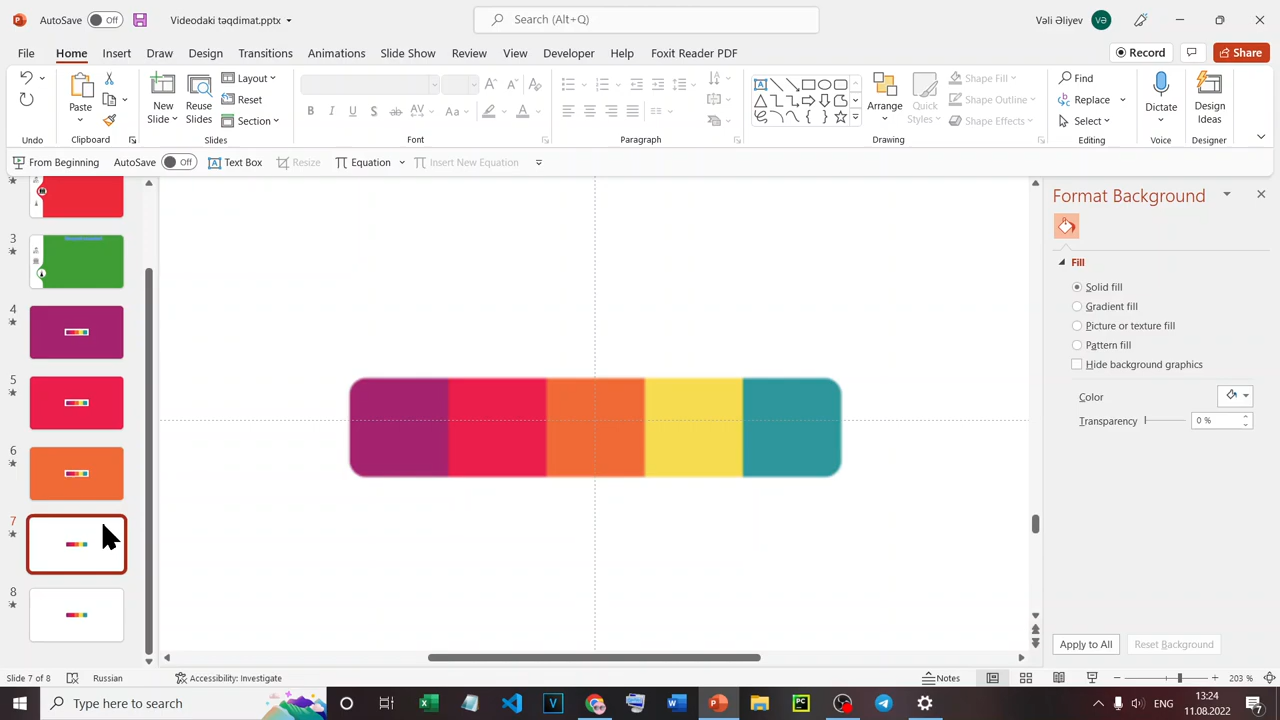 AutoSave Off Videodaki təqdimat.pptx Search (Alt+Q) Vəli Əliyev VƏ
File Home Insert Draw Design Transitions Animations Slide Show Review View Developer Help Foxit Reader PDF Record Share
Paste New Slide Reuse Slides Layout Reset Section
Arrange Quick Styles Shape Fill Shape Outline Shape Effects
Find Replace Select Dictate Design Ideas
Undo Clipboard Slides Font Paragraph Drawing Editing Voice Designer
From Beginning AutoSave Off Text Box Resize Equation Insert New Equation
Format Background
Fill
Solid fill
Gradient fill
Picture or texture fill
Pattern fill
Hide background graphics
Color
Transparency 0 %
Apply to All Reset Background
3
4
5
6
7
8
Slide 7 of 8 Russian Accessibility: Investigate Notes 203 %
Type here to search ENG 13:24
11.08.2022 7